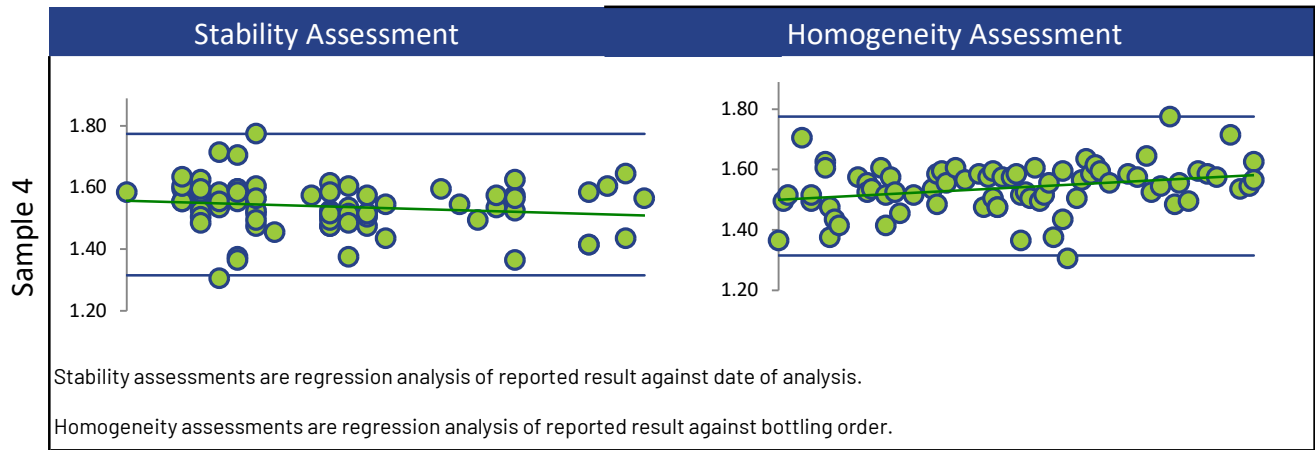 Stability Assessment
Homogeneity Assessment
Sample 4
1.80
1.60
1.40
1.20
1.80
1.60
1.40
1.20
Stability assessments are regression analysis of reported result against date of analysis.
Homogeneity assessments are regression analysis of reported result against bottling order.